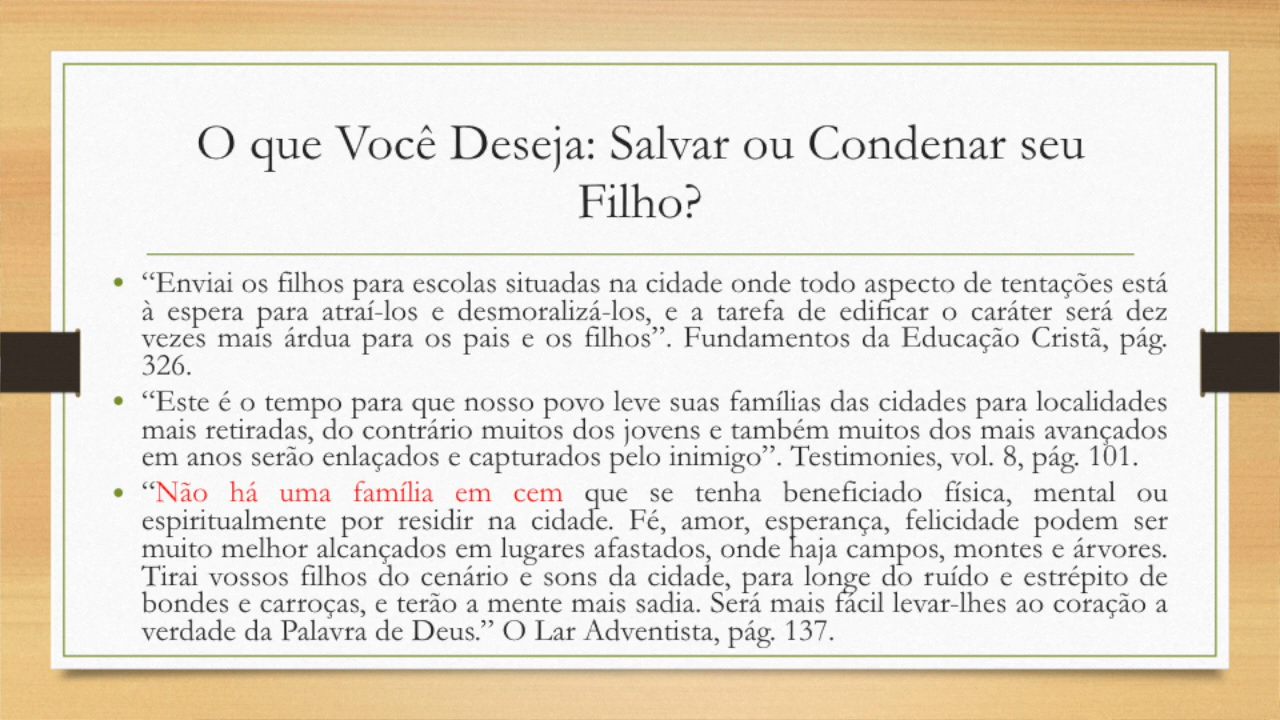 O que Você Deseja: Salvar ou Condenar seu
Filho?
• “Enviai os filhos para escolas situadas na cidade onde todo aspecto de tentações está
à espera para atraí-los e desmoralizá-los, e a tarefa de edificar o caráter será dez
vezes mais árdua para os pais e os filhos”. Fundamentos da Educação Cristã, pág.
326.
• “Este é o tempo para que nosso povo leve suas famílias das cidades para localidades
mais retiradas, do contrário muitos dos jovens e também muitos dos mais avançados
em anos serão enlaçados e capturados pelo inimigo”. Testimonies, vol. 8, pág. 101.
• “Não há uma família em cem que se tenha beneficiado física, mental ou
espiritualmente por residir na cidade. Fé, amor, esperança, felicidade podem ser
muito melhor alcançados em lugares afastados, onde haja campos, montes e árvores.
Tirai vossos filhos do cenário e sons da cidade, para longe do ruído e estrépito de
bondes e carroças, e terão a mente mais sadia. Será mais fácil levar-lhes ao coração a
verdade da Palavra de Deus.” O Lar Adventista, pág. 137.